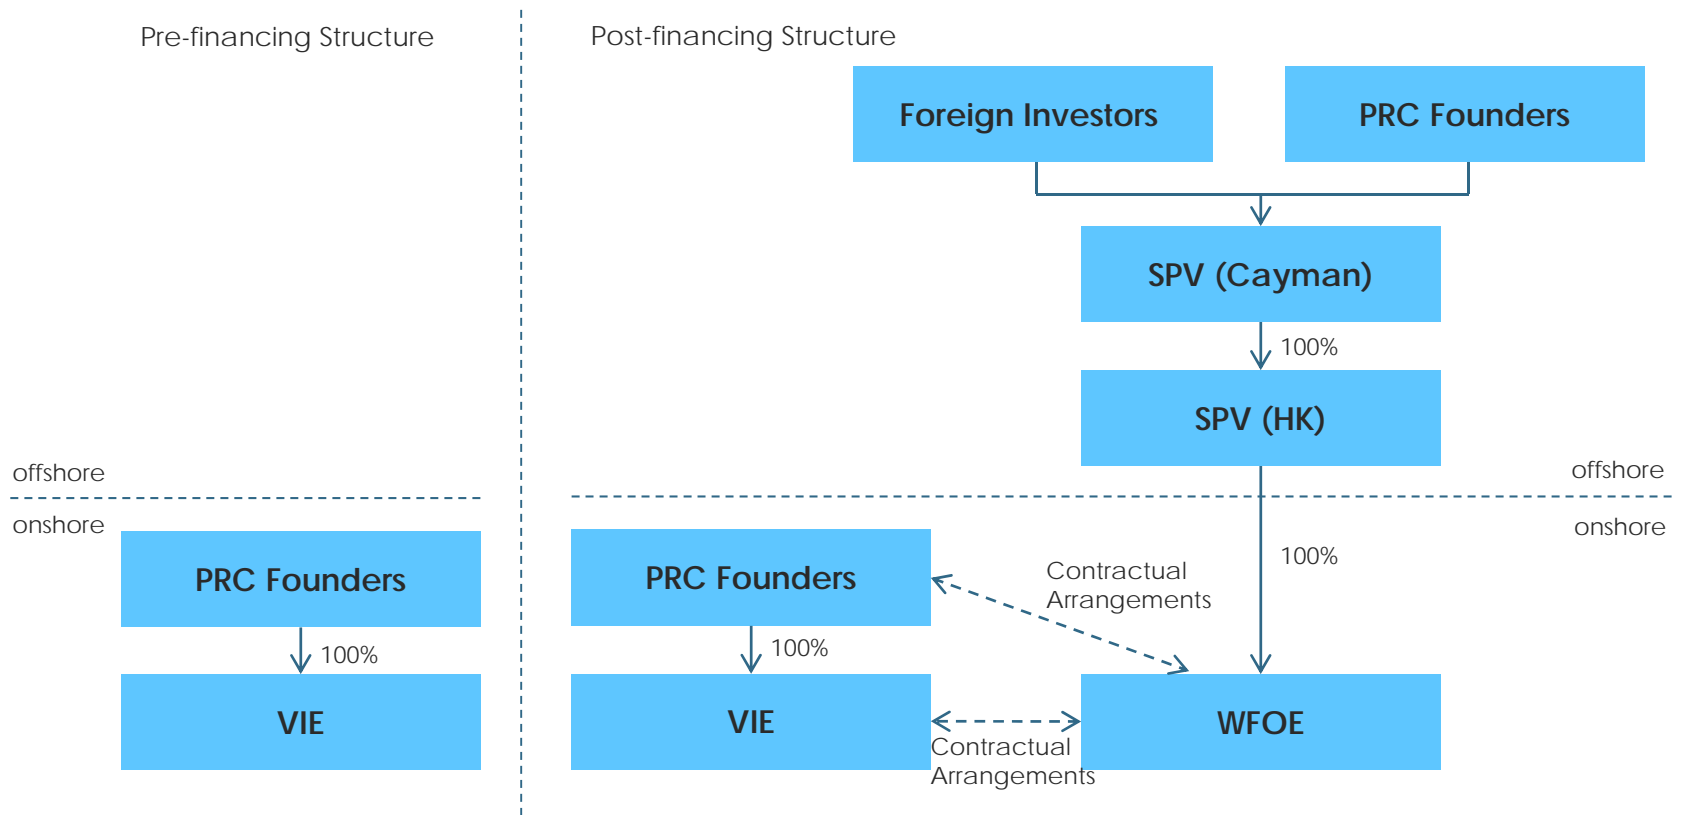 Pre-financing Structure
offshore
onshore
PRC Founders
100%
VIE
Post-financing Structure
Foreign Investors
PRC Founders
SPV (Cayman)
100%
SPV (HK)
offshore
onshore
100%
PRC Founders
Contractual
Arrangements
100%
VIE
Contractual
Arrangements
WFOE